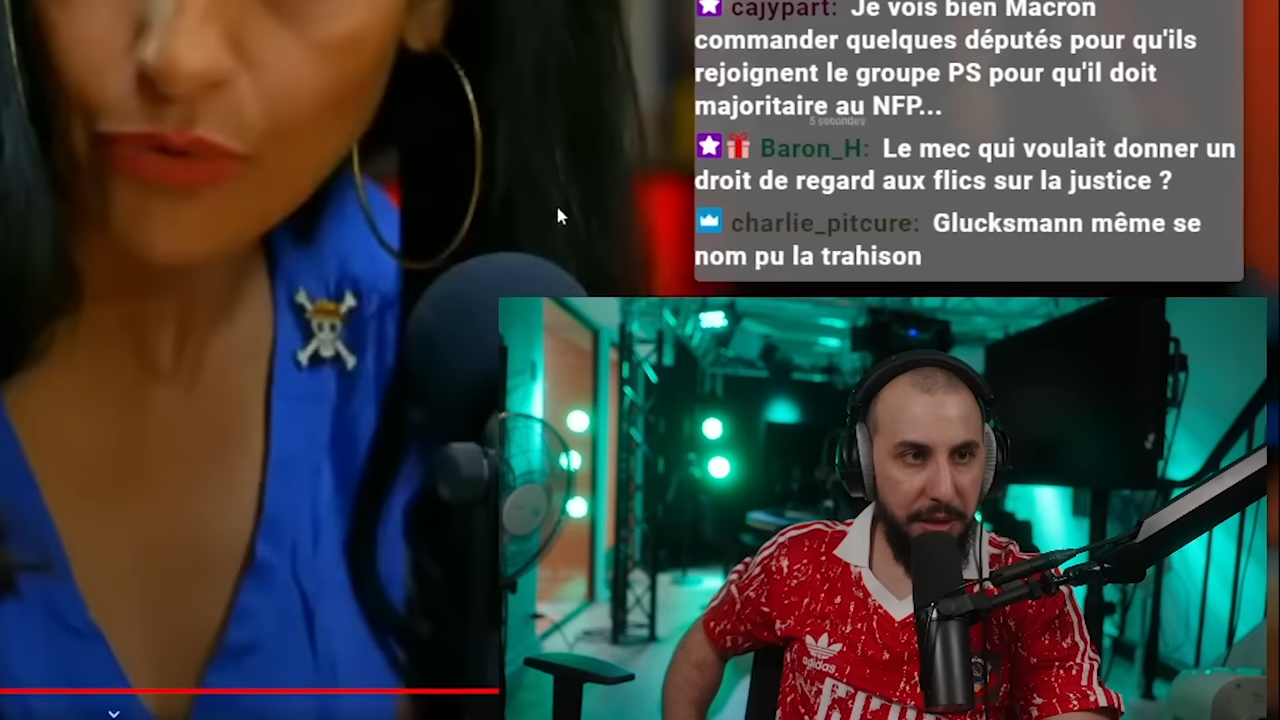 cajypart: Je vois bien Macron
commander quelques députés pour qu'ils
rejoignent le groupe PS pour qu'il doit
majoritaire au NFP...
5 secondes
Baron_H: Le mec qui voulait donner un
droit de regard aux flics sur la justice ?
charlie_pitcure: Glucksmann même se
nom pu la trahison
adidas